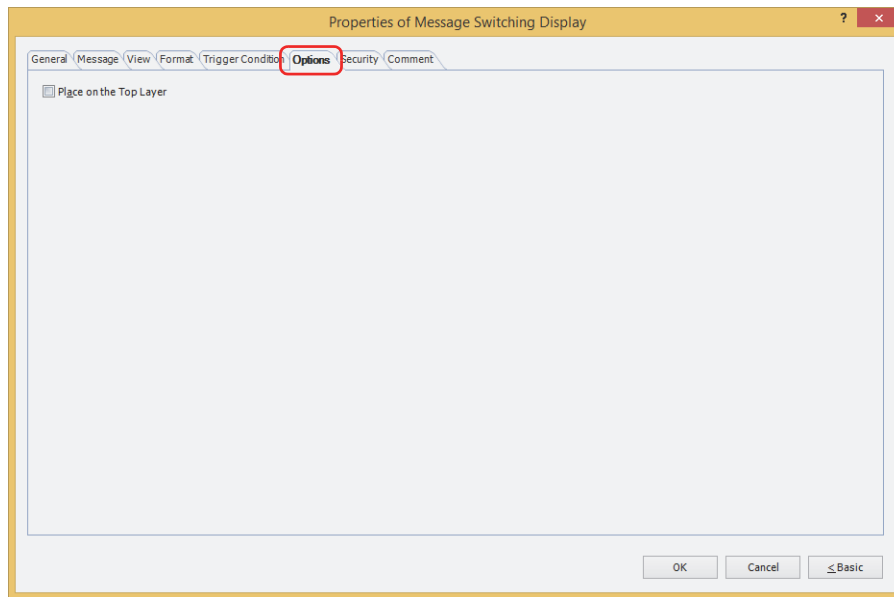 Properties of Message Switching Display
? ×
General Message View Format Trigger Condition Options Security Comment
Place on the Top Layer
OK Cancel < Basic